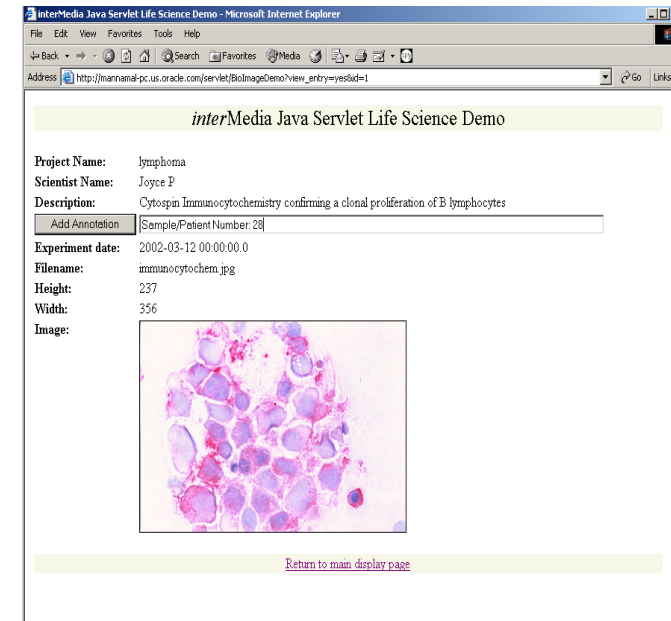 interMedia Java Servlet Life Science Demo - Microsoft Internet Explorer
File Edit View Favorites Tools Help
Back Search Favorites Media
Address http://mannamal-pc.us.oracle.com/servlet/BioImageDemo?view_entry=yes&id=1 Go Links
interMedia Java Servlet Life Science Demo
Project Name: lymphoma
Scientist Name: Joyce P
Description: Cytospin Immunocytochemistry confirming a clonal proliferation of B lymphocytes
Add Annotation Sample/Patient Number: 28
Experiment date: 2002-03-12 00:00:00.0
Filename: immunocytochem.jpg
Height: 237
Width: 356
Image:
Return to main display page